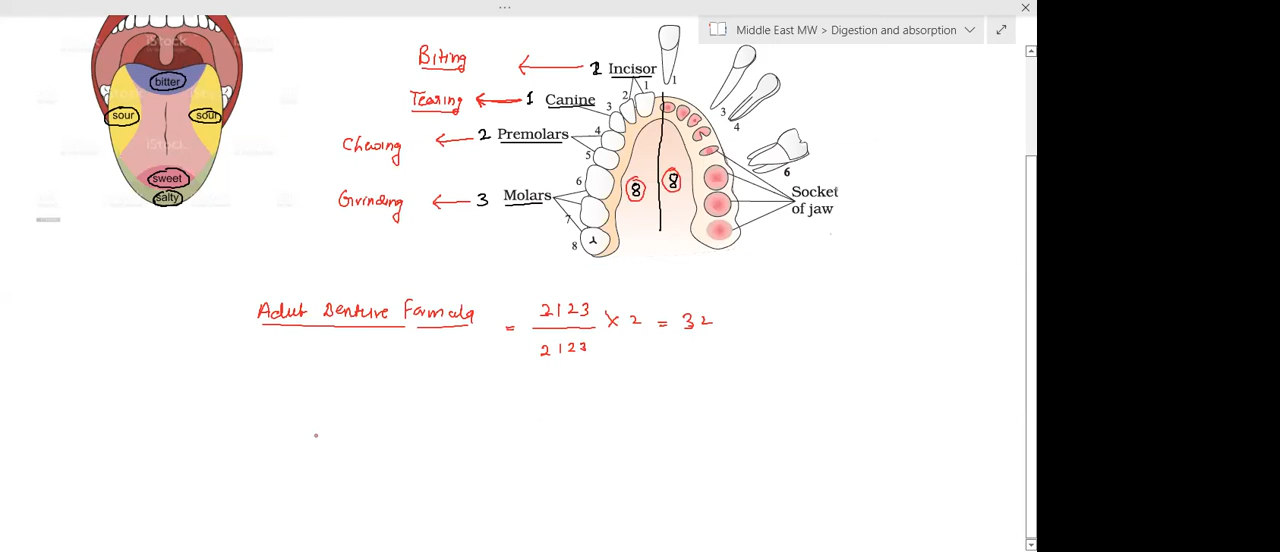 Middle East MW > Digestion and absorption
iStock
bitter
sour
sour
sweet
salty
Biting ← 2 Incisor
Tearing ← 1 Canine
Chewing ← 2 Premolars
Grinding ← 3 Molars
1
2
3
4
5
6
7
8
1
3
4
6
8
8
Socket
of jaw
Adult Denture Formula = 2123/2123 × 2 = 32